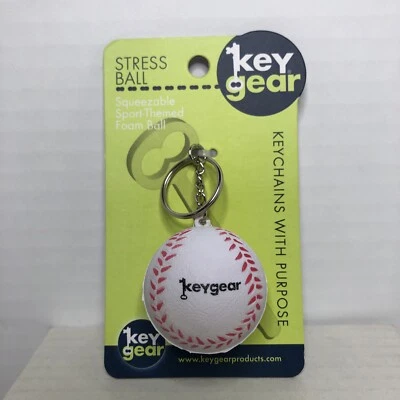 STRESS
BALL
Squeezable
Sport-Themed
Foam Ball
key
gear
KEYCHAINS WITH PURPOSE
keygear
key
gear
www.keygearproducts.com